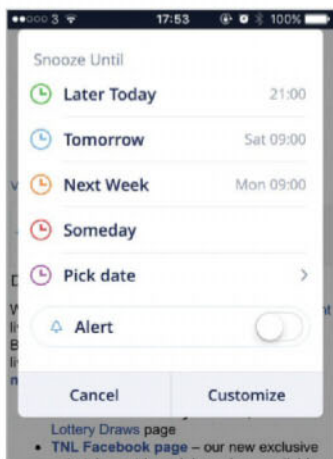 3 17:53 100%
Snooze Until
Later Today 21:00
Tomorrow Sat 09:00
Next Week Mon 09:00
Someday
Pick date
Alert
Cancel Customize
Lottery Draws page
TNL Facebook page – our new exclusive